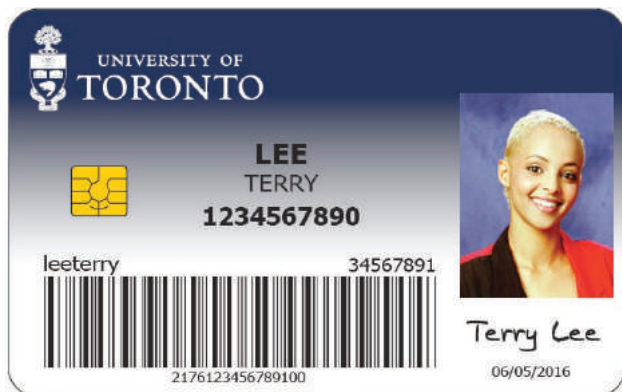 UNIVERSITY OF
TORONTO
LEE
TERRY
1234567890
leeterry 34567891
2176123456789100
Terry Lee
06/05/2016